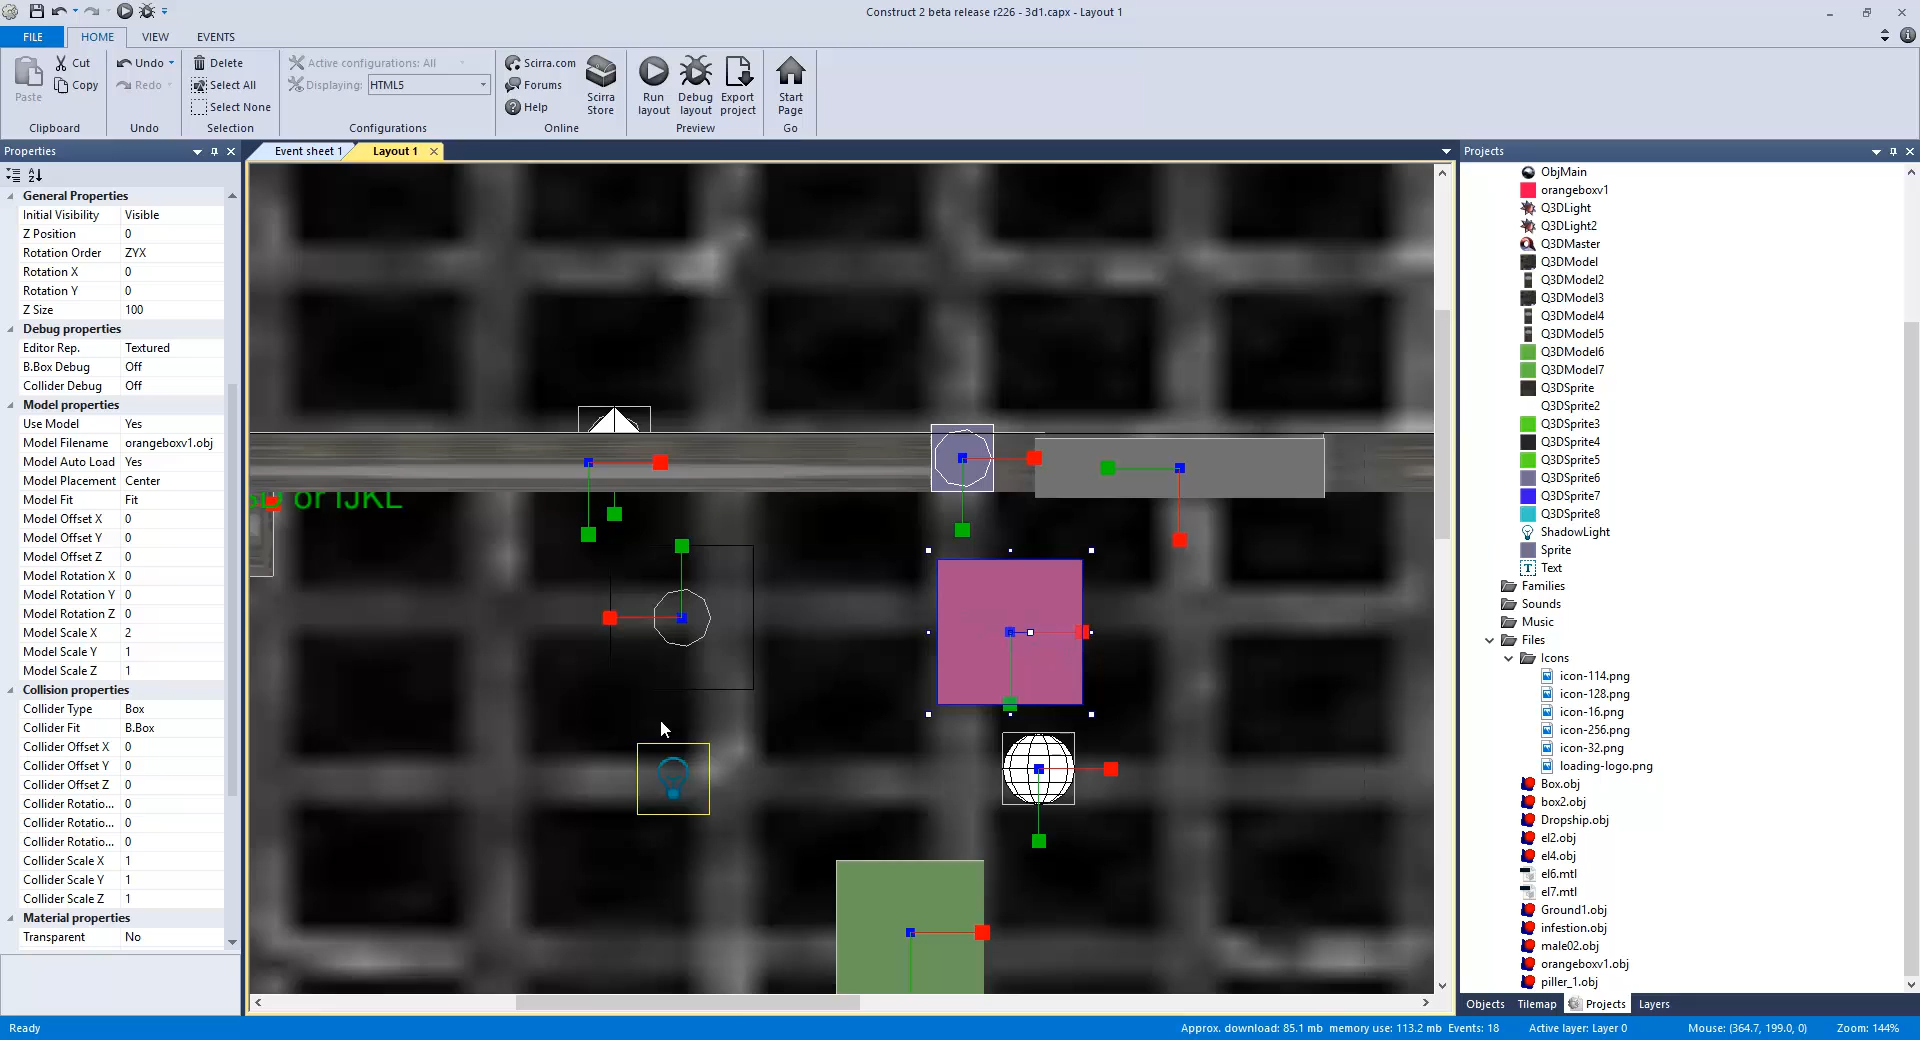 Construct 2 beta release r226 - 3d1.capx - Layout 1
FILE
HOME
VIEW
EVENTS
Paste
Cut
Copy
Clipboard
Undo
Redo
Undo
Delete
Select All
Select None
Selection
Active configurations: All
Displaying: HTML5
Configurations
Scirra.com
Forums
Help
Scirra Store
Online
Run layout
Debug layout
Export project
Preview
Start Page
Go
Properties
Event sheet 1
Layout 1
Projects
General Properties
Initial Visibility Visible
Z Position 0
Rotation Order ZYX
Rotation X 0
Rotation Y 0
Z Size 100
Debug properties
Editor Rep. Textured
B.Box Debug Off
Collider Debug Off
Model properties
Use Model Yes
Model Filename orangeboxv1.obj
Model Auto Load Yes
Model Placement Center
Model Fit Fit
Model Offset X 0
Model Offset Y 0
Model Offset Z 0
Model Rotation X 0
Model Rotation Y 0
Model Rotation Z 0
Model Scale X 2
Model Scale Y 1
Model Scale Z 1
Collision properties
Collider Type Box
Collider Fit B.Box
Collider Offset X 0
Collider Offset Y 0
Collider Offset Z 0
Collider Rotatio... 0
Collider Rotatio... 0
Collider Rotatio... 0
Collider Scale X 1
Collider Scale Y 1
Collider Scale Z 1
Material properties
Transparent No
or IJKL
ObjMain
orangeboxv1
Q3DLight
Q3DLight2
Q3DMaster
Q3DModel
Q3DModel2
Q3DModel3
Q3DModel4
Q3DModel5
Q3DModel6
Q3DModel7
Q3DSprite
Q3DSprite2
Q3DSprite3
Q3DSprite4
Q3DSprite5
Q3DSprite6
Q3DSprite7
Q3DSprite8
ShadowLight
Sprite
Text
Families
Sounds
Music
Files
Icons
icon-114.png
icon-128.png
icon-16.png
icon-256.png
icon-32.png
loading-logo.png
Box.obj
box2.obj
Dropship.obj
el2.obj
el4.obj
el6.mtl
el7.mtl
Ground1.obj
infestion.obj
male02.obj
orangeboxv1.obj
piller_1.obj
Objects
Tilemap
Projects
Layers
Ready
Approx. download: 85.1 mb memory use: 113.2 mb Events: 18
Active layer: Layer 0
Mouse: (364.7, 199.0, 0)
Zoom: 144%